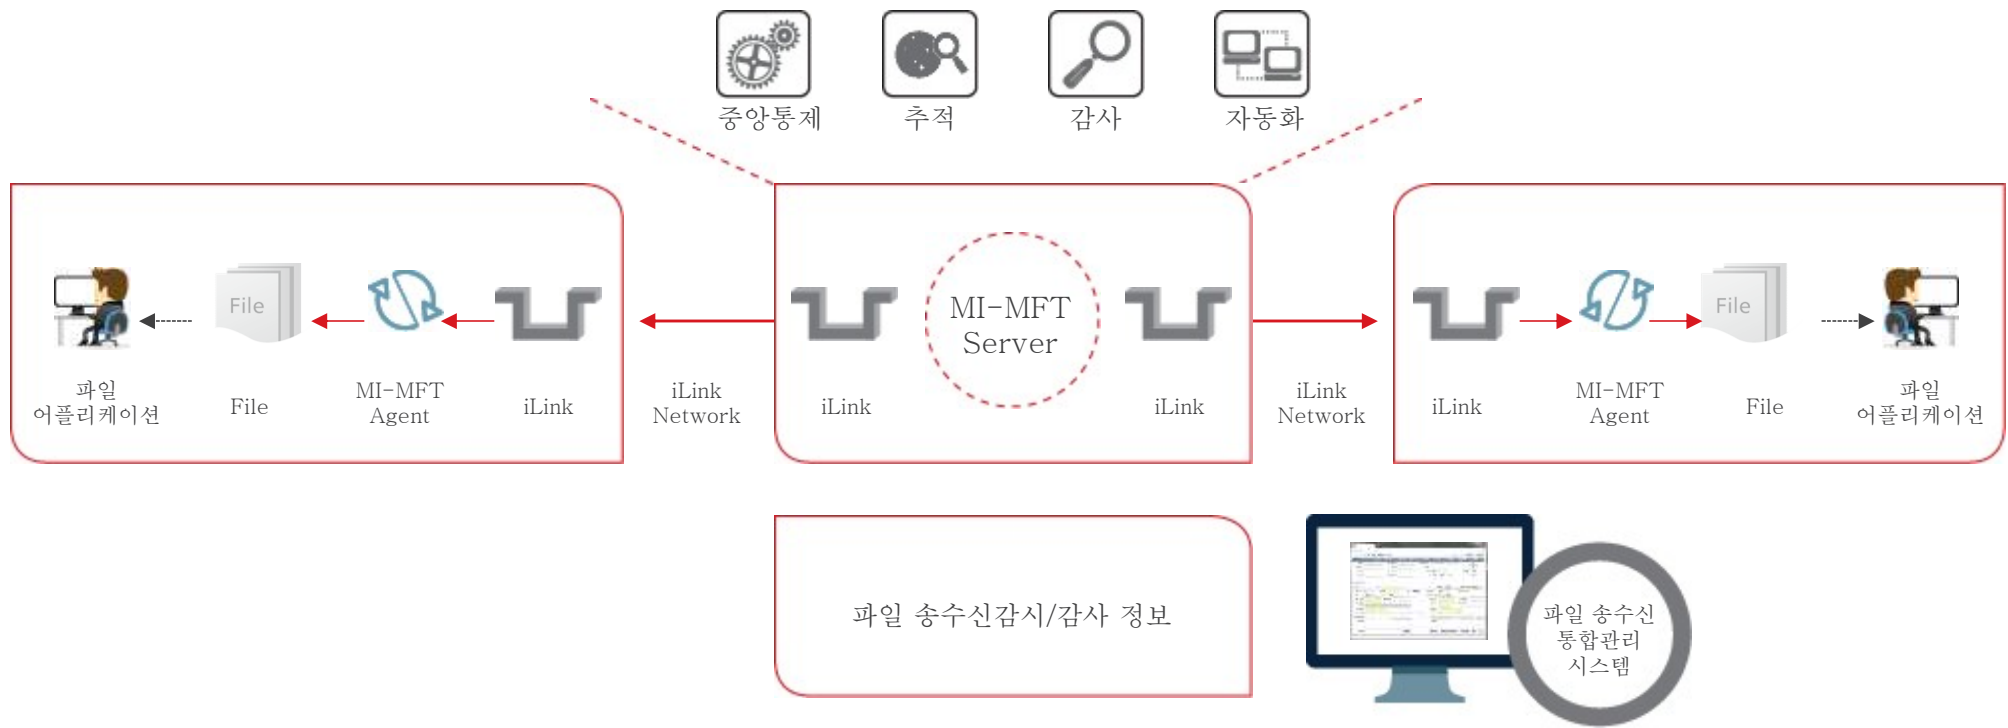 중앙통제
추적
감사
자동화
File
파일
어플리케이션
File
MI-MFT
Agent
iLink
iLink
Network
iLink
MI-MFT
Server
iLink
iLink
Network
iLink
MI-MFT
Agent
File
File
파일
어플리케이션
파일 송수신감시/감사 정보
파일 송수신
통합관리
시스템